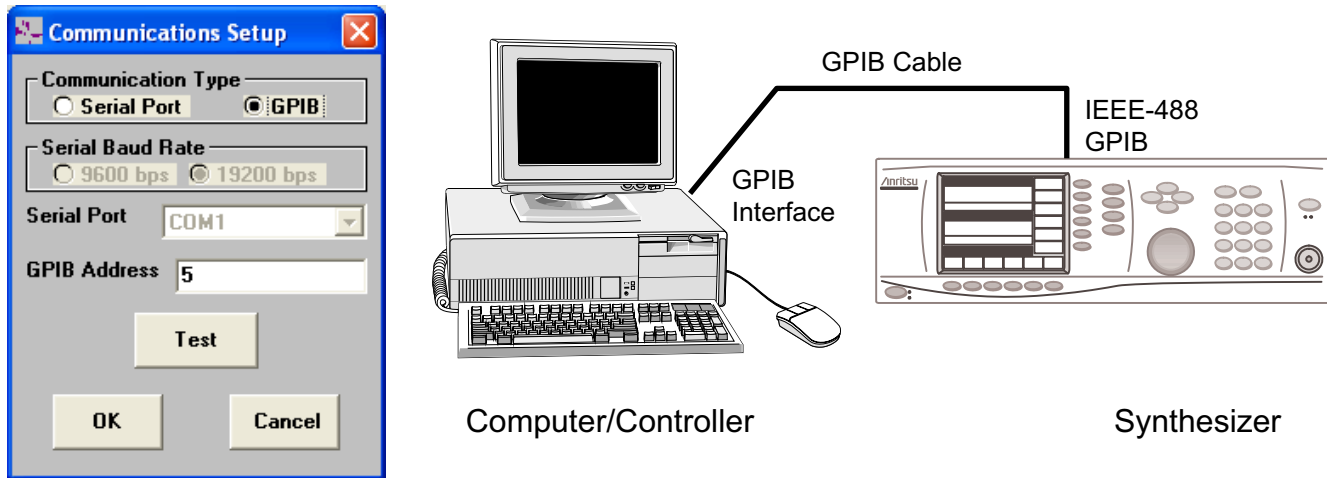 Communications Setup
Communication Type
Serial Port GPIB
Serial Baud Rate
9600 bps 19200 bps
Serial Port COM1
GPIB Address 5
Test
OK Cancel
GPIB Cable
IEEE-488
GPIB
GPIB
Interface
Anritsu
Computer/Controller
Synthesizer